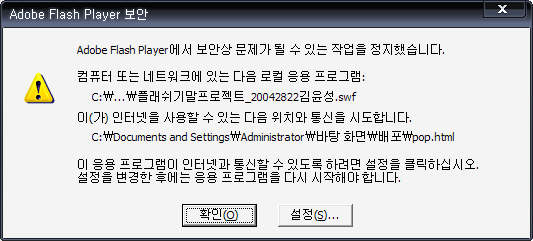 Adobe Flash Player 보안
Adobe Flash Player에서 보안상 문제가 될 수 있는 작업을 정지했습니다.
컴퓨터 또는 네트워크에 있는 다음 로컬 응용 프로그램:
C:₩...₩플래쉬기말프로젝트_20042822김윤성.swf
이(가) 인터넷을 사용할 수 있는 다음 위치와 통신을 시도합니다.
C:₩Documents and Settings₩Administrator₩바탕 화면₩배포₩pop.html
이 응용 프로그램이 인터넷과 통신할 수 있도록 하려면 설정을 클릭하십시오.
설정을 변경한 후에는 응용 프로그램을 다시 시작해야 합니다.
확인(O)
설정(S)...